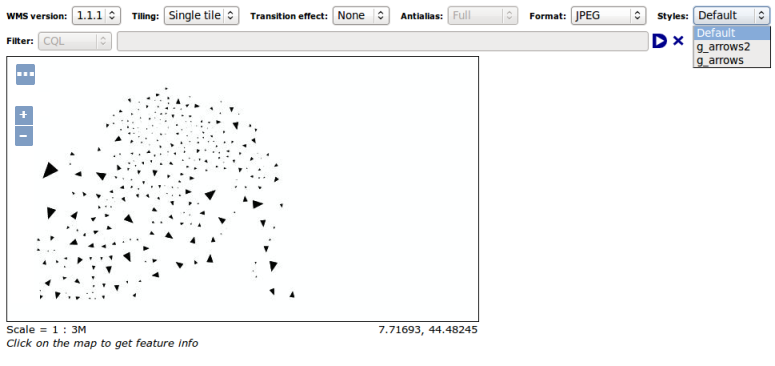 WMS version: 1.1.1 Tiling: Single tile Transition effect: None Antialias: Full Format: JPEG Styles: Default
Filter: CQL
Default
g_arrows2
g_arrows
+
−
Scale = 1 : 3M 7.71693, 44.48245
Click on the map to get feature info